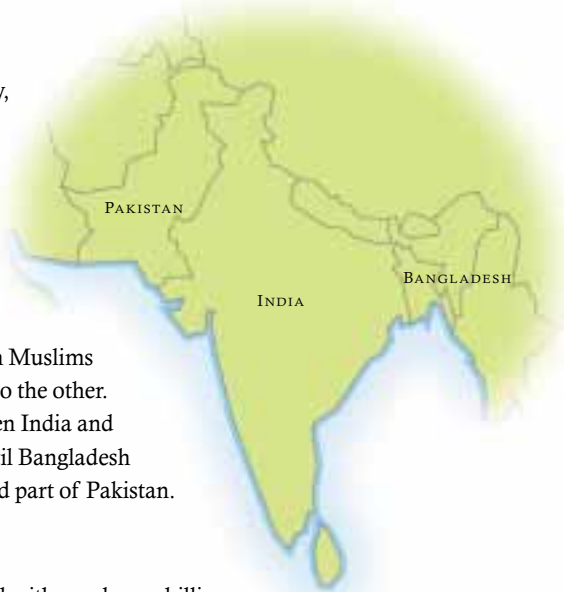 y,
PAKISTAN
BANGLADESH
INDIA
n Muslims
o the other.
en India and
il Bangladesh
d part of Pakistan.